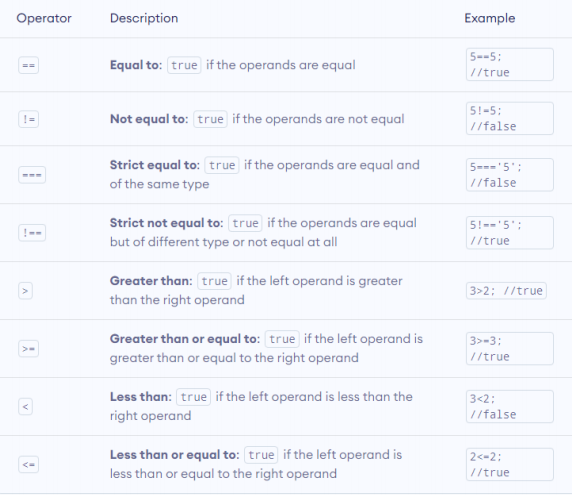 Operator Description Example
== Equal to: true if the operands are equal 5==5;
//true
!= Not equal to: true if the operands are not equal 5!=5;
//false
=== Strict equal to: true if the operands are equal and
of the same type
5==='5';
//false
!== Strict not equal to: true if the operands are equal
but of different type or not equal at all
5!=='5';
//true
> Greater than: true if the left operand is greater
than the right operand
3>2; //true
>= Greater than or equal to: true if the left operand is
greater than or equal to the right operand
3>=3;
//true
< Less than: true if the left operand is less than the
right operand
3<2;
//false
<= Less than or equal to: true if the left operand is
less than or equal to the right operand
2<=2;
//true